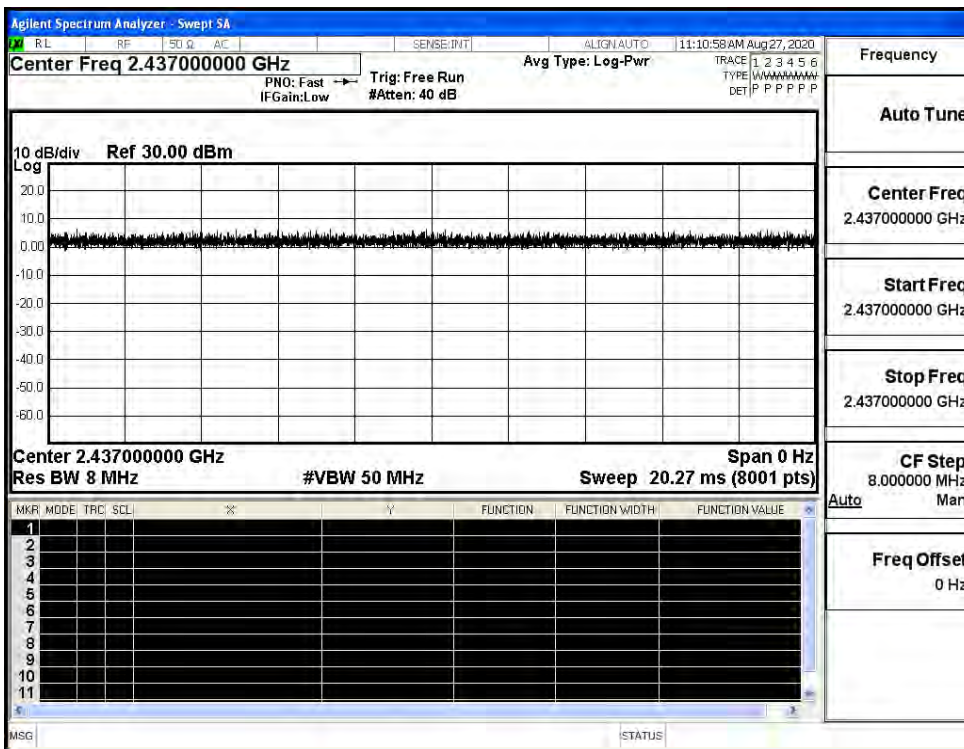 Agilent Spectrum Analyzer - Swept SA
LXI RL RF 50 Ω AC SENSE:INT ALIGN AUTO 11:10:58 AM Aug 27, 2020
Center Freq 2.437000000 GHz
PNO: Fast
IFGain:Low
Trig: Free Run
#Atten: 40 dB
Avg Type: Log-Pwr
TRACE 1 2 3 4 5 6
TYPE WWWWWW
DET P P P P P P
10 dB/div Ref 30.00 dBm
Log
20.0
10.0
0.00
-10.0
-20.0
-30.0
-40.0
-50.0
-60.0
Center 2.437000000 GHz Span 0 Hz
Res BW 8 MHz #VBW 50 MHz Sweep 20.27 ms (8001 pts)
MKR MODE TRC SCL X Y FUNCTION FUNCTION WIDTH FUNCTION VALUE
1
2
3
4
5
6
7
8
9
10
11
MSG STATUS
Frequency
Auto Tune
Center Freq
2.437000000 GHz
Start Freq
2.437000000 GHz
Stop Freq
2.437000000 GHz
CF Step
8.000000 MHz
Auto Man
Freq Offset
0 Hz